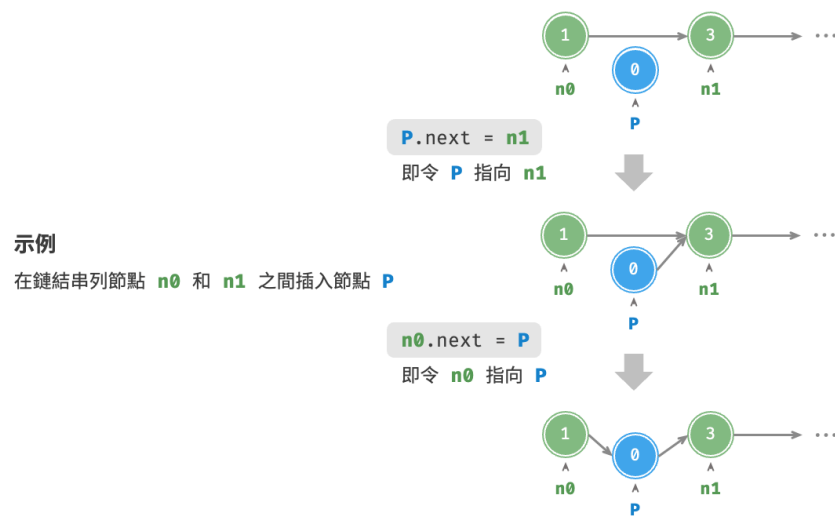 1 3 ...
0
n0 n1
P
P.next = n1
即令 P 指向 n1
示例
在鏈結串列節點 n0 和 n1 之間插入節點 P
1 3 ...
0
n0 n1
P
n0.next = P
即令 n0 指向 P
1 0 3 ...
n0 n1
P